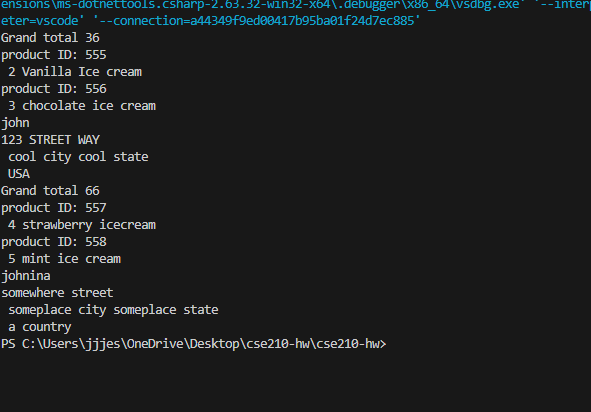 ensions\ms-dotnettools.csharp-2.63.32-win32-x64\.debugger\x86_64\vsdbg.exe' '--interp
eter=vscode' '--connection=a44349f9ed00417b95ba01f24d7ec885'
Grand total 36
product ID: 555
 2 Vanilla Ice cream
product ID: 556
 3 chocolate ice cream
john
123 STREET WAY
 cool city cool state
 USA
Grand total 66
product ID: 557
 4 strawberry icecream
product ID: 558
 5 mint ice cream
johnina
somewhere street
 someplace city someplace state
 a country
PS C:\Users\jjjes\OneDrive\Desktop\cse210-hw\cse210-hw>